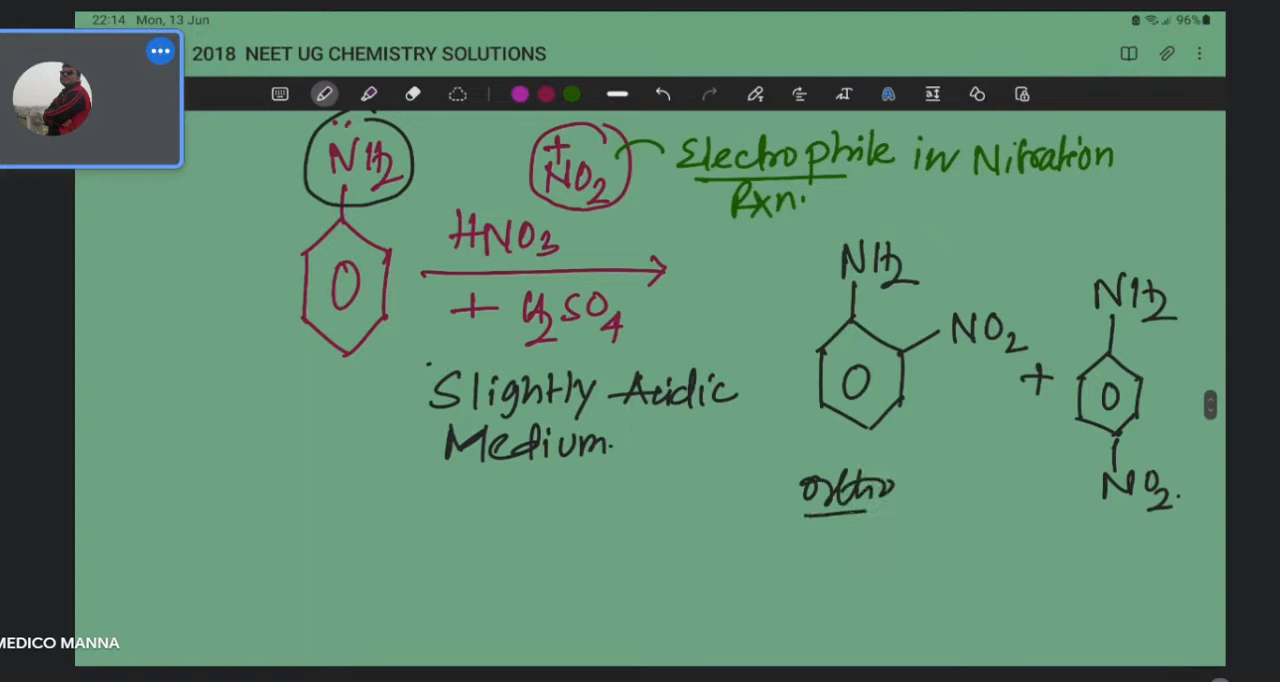 22:14 Mon, 13 Jun
96%
2018 NEET UG CHEMISTRY SOLUTIONS
NH2
+
NO2
Electrophile in Nitration
Rxn.
HNO3
+ H2SO4
Slightly Acidic
Medium.
NH2
NO2
+
NH2
NO2.
ortho
MEDICO MANNA